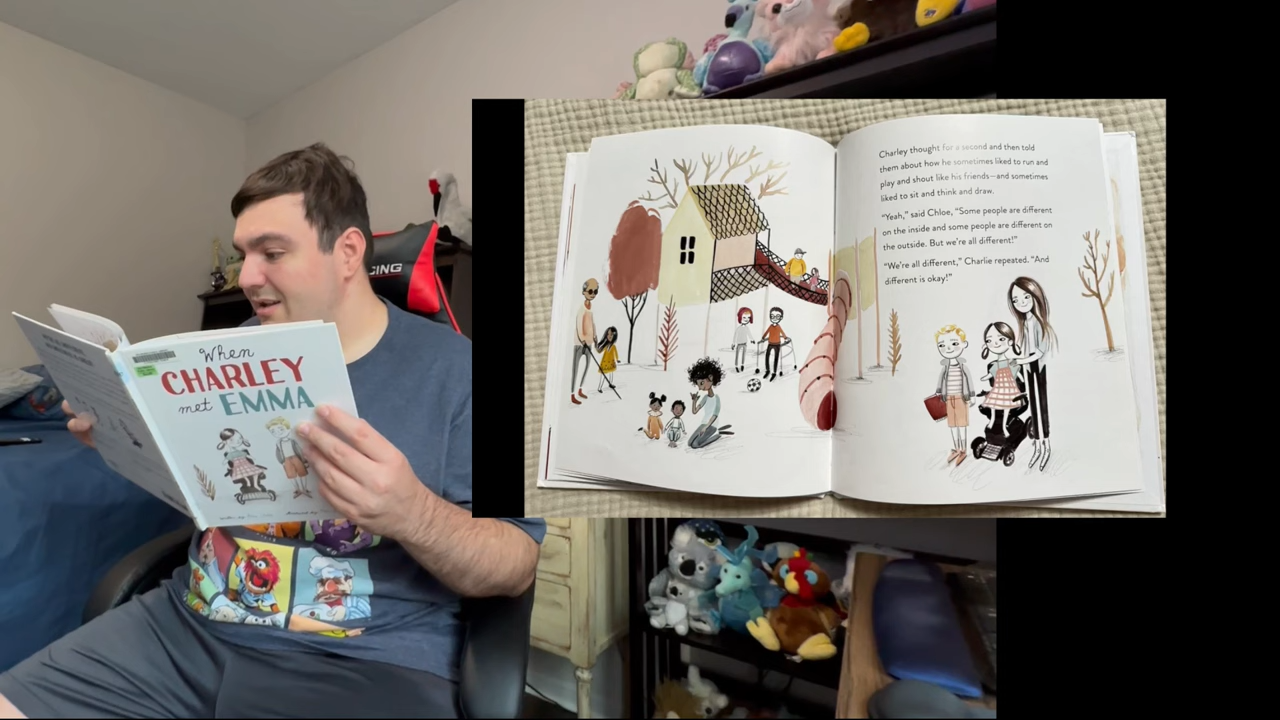 When
CHARLEY
met EMMA
CING
Charley thought for a second and then told
them about how he sometimes liked to run and
play and shout like his friends—and sometimes
liked to sit and think and draw.
"Yeah," said Chloe, "Some people are different
on the inside and some people are different on
the outside. But we're all different!"
"We're all different," Charlie repeated. "And
different is okay!"